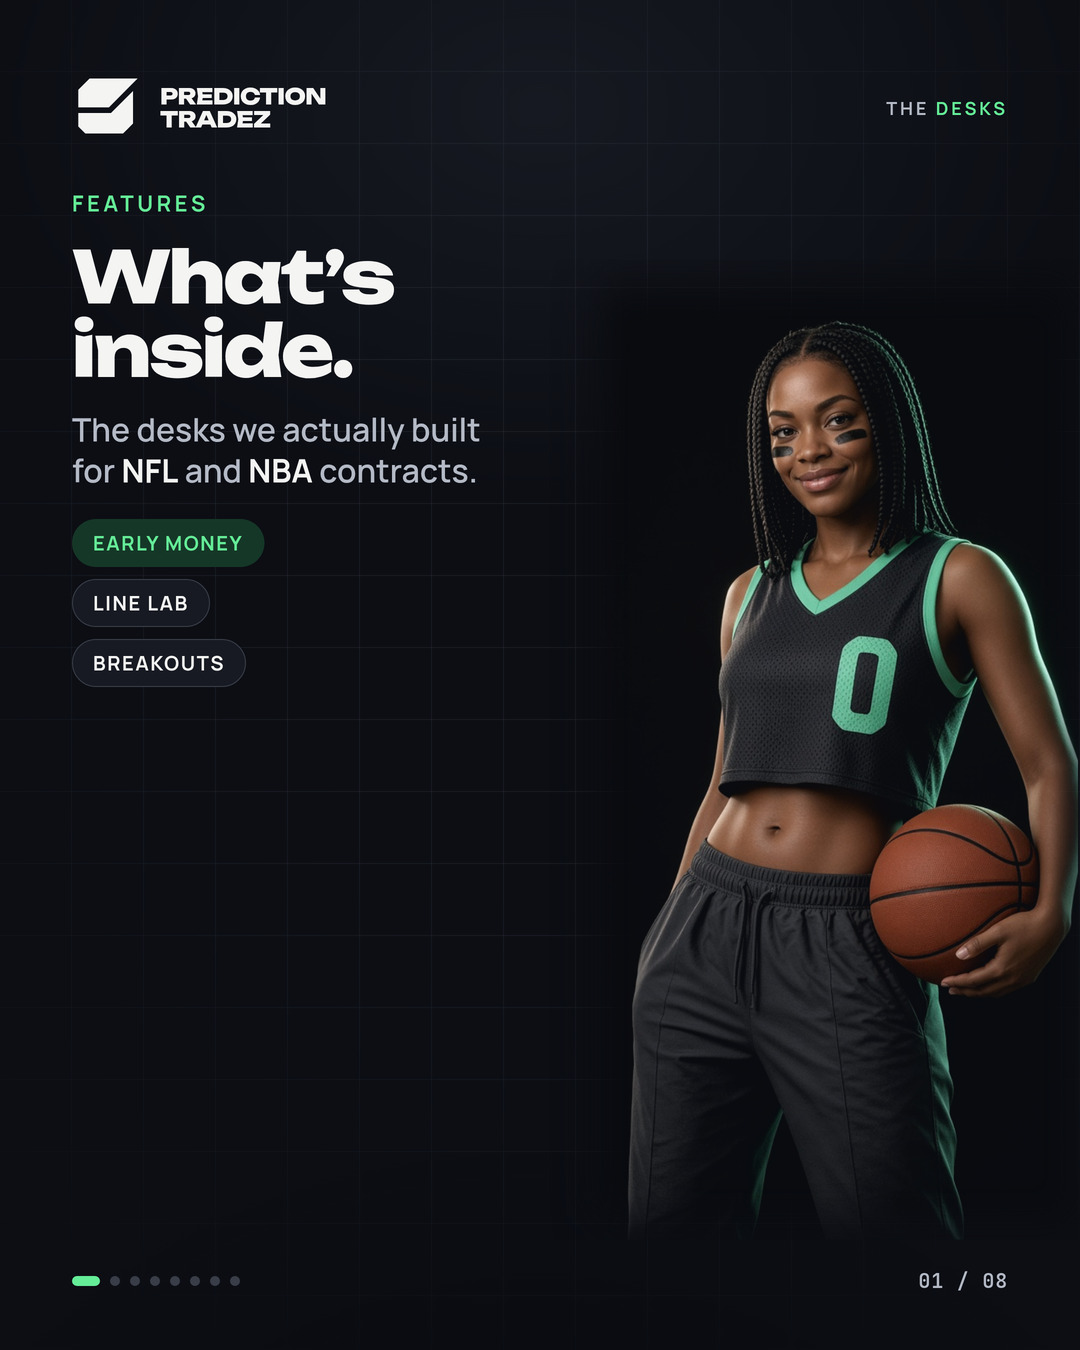 PREDICTION
TRADEZ
THE DESKS
FEATURES
What’s
inside.
The desks we actually built
for NFL and NBA contracts.
EARLY MONEY
LINE LAB
BREAKOUTS
0
01 / 08